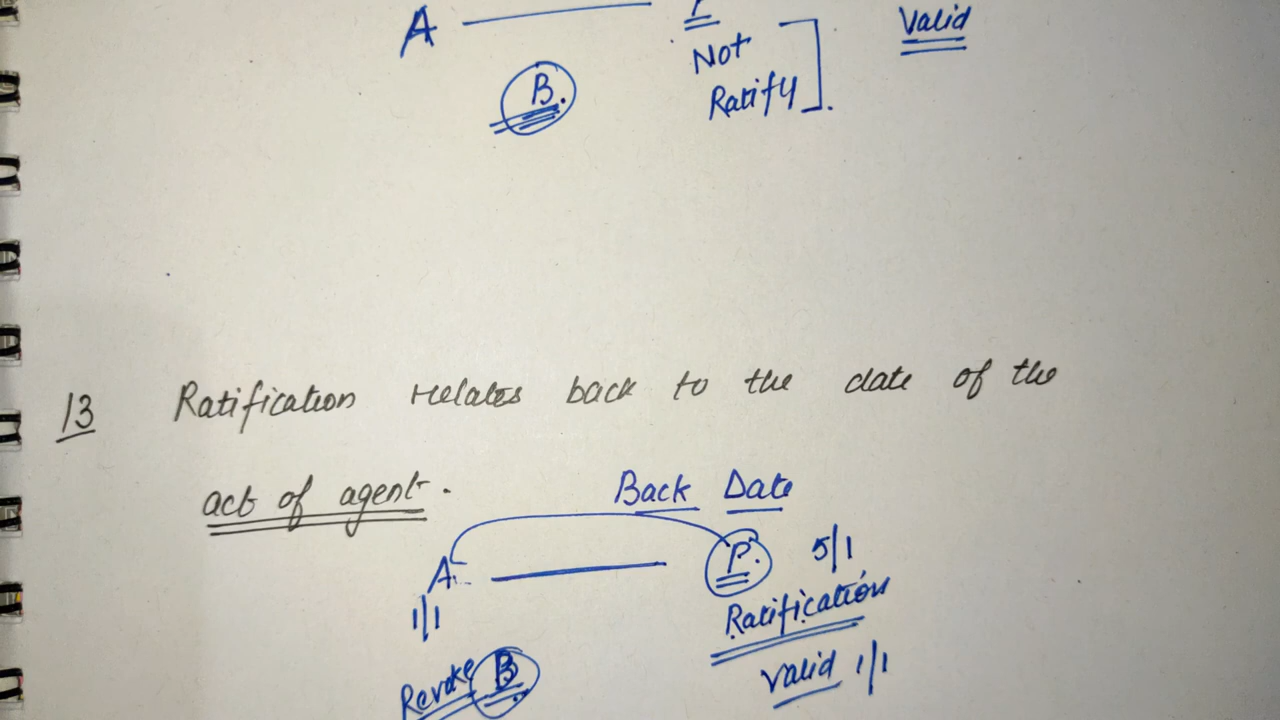 A P Valid
Not
B.
Ratify
13 Ratification relates back to the date of the
act of agent.
Back Date
A P. 5/1
1/1 Ratification
Revoke B Valid 1/1